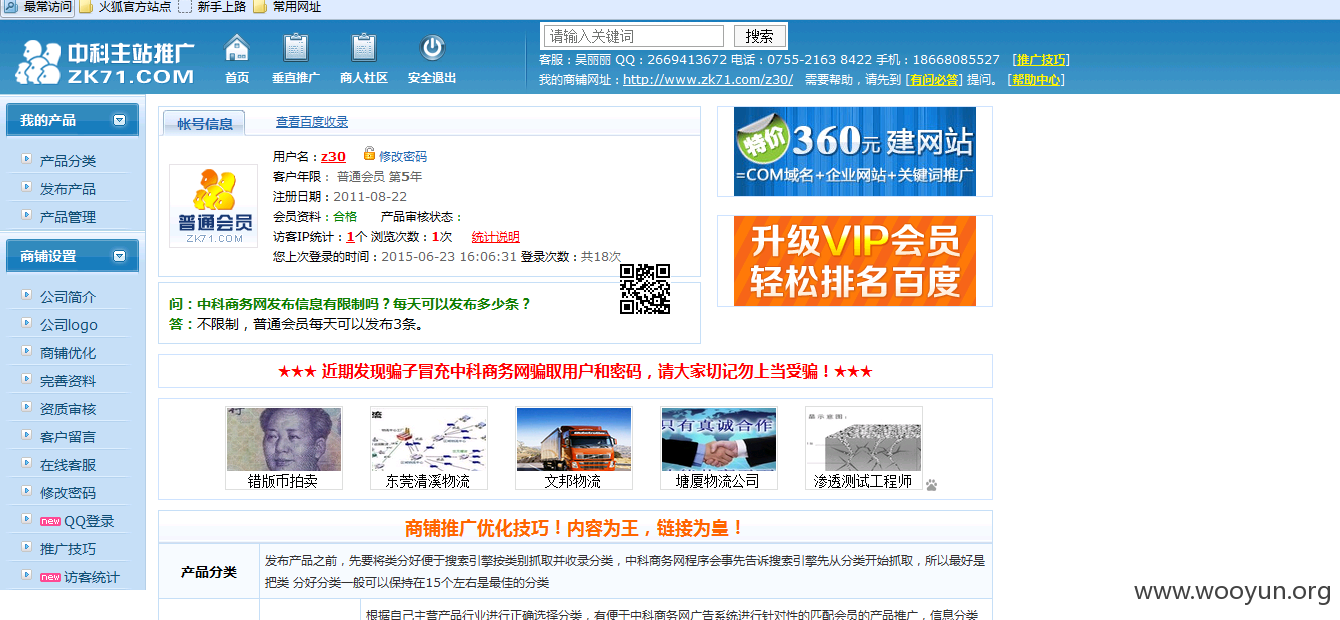 最常访问 火狐官方站点 新手上路 常用网址
中科主站推广
ZK71.COM
首页 垂直推广 商人社区 安全退出
请输入关键词 搜索
客服：吴丽丽 QQ：2669413672 电话：0755-2163 8422 手机：18668085527 [推广技巧]
我的商铺网址：http://www.zk71.com/z30/ 需要帮助，请先到 [有问必答] 提问。 [帮助中心]
我的产品
产品分类
发布产品
产品管理
商铺设置
公司简介
公司logo
商铺优化
完善资料
资质审核
客户留言
在线客服
修改密码
new QQ登录
推广技巧
new 访客统计
帐号信息 查看百度收录
普通会员
ZK71.COM
用户名：z30 修改密码
客户年限： 普通会员 第5年
注册日期：2011-08-22
会员资料：合格 产品审核状态：
访客IP统计：1个 浏览次数：1次 统计说明
您上次登录的时间：2015-06-23 16:06:31 登录次数：共18次
问：中科商务网发布信息有限制吗？每天可以发布多少条？
答：不限制，普通会员每天可以发布3条。
特价 360元 建网站
=COM域名+企业网站+关键词推广
升级VIP会员
轻松排名百度
★★★ 近期发现骗子冒充中科商务网骗取用户和密码，请大家切记勿上当受骗！★★★
只有真诚合作
错版币拍卖 东莞清溪物流 文邦物流 塘厦物流公司 渗透测试工程师
商铺推广优化技巧！内容为王，链接为皇！
产品分类
发布产品之前，先要将类分好便于搜索引擎按类别抓取并收录分类，中科商务网程序会事先告诉搜索引擎先从分类开始抓取，所以最好是
把类 分好分类一般可以保持在15个左右是最佳的分类
根据自己主营产品行业进行正确选择分类，有便于中科商务网广告系统进行针对性的匹配会员的产品推广，信息分类
www.wooyun.org